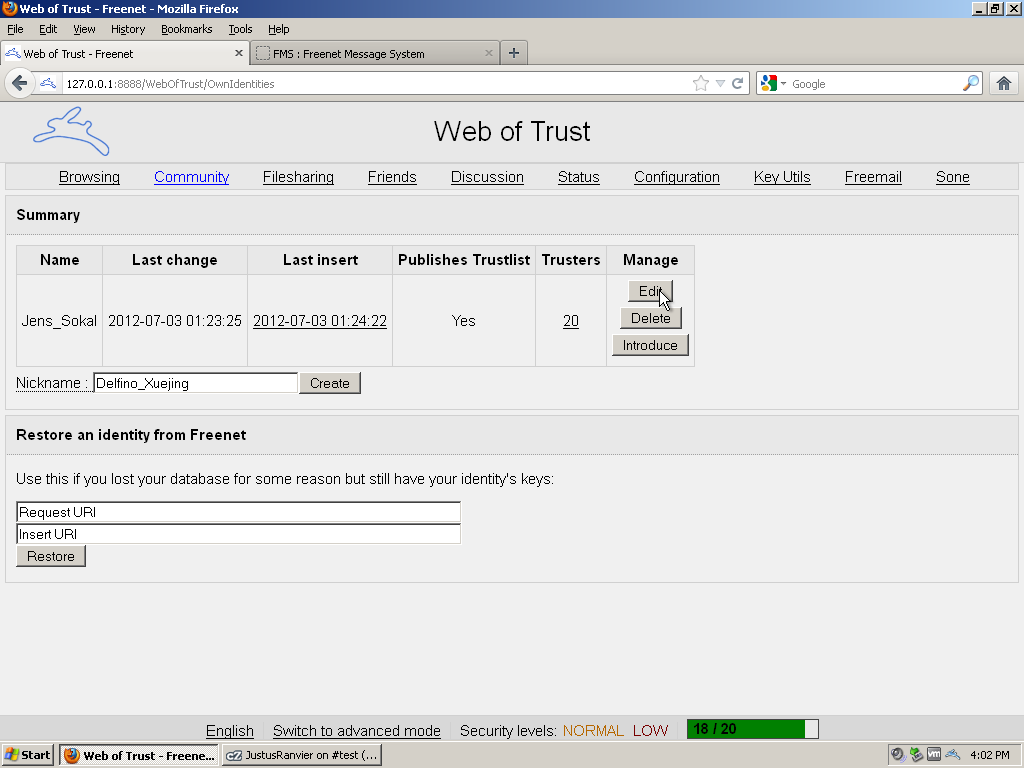 Web of Trust - Freenet - Mozilla Firefox
File Edit View History Bookmarks Tools Help
Web of Trust - Freenet FMS : Freenet Message System
127.0.0.1:8888/WebOfTrust/OwnIdentities Google
Web of Trust
Browsing Community Filesharing Friends Discussion Status Configuration Key Utils Freemail Sone
Summary
Name Last change Last insert Publishes Trustlist Trusters Manage
Edit
Jens_Sokal 2012-07-03 01:23:25 2012-07-03 01:24:22 Yes 20 Delete
Introduce
Nickname : Delfino_Xuejing Create
Restore an identity from Freenet
Use this if you lost your database for some reason but still have your identity's keys:
Request URI
Insert URI
Restore
English Switch to advanced mode Security levels: NORMAL LOW 18 / 20
Start Web of Trust - Freene... JustusRanvier on #test (... 4:02 PM